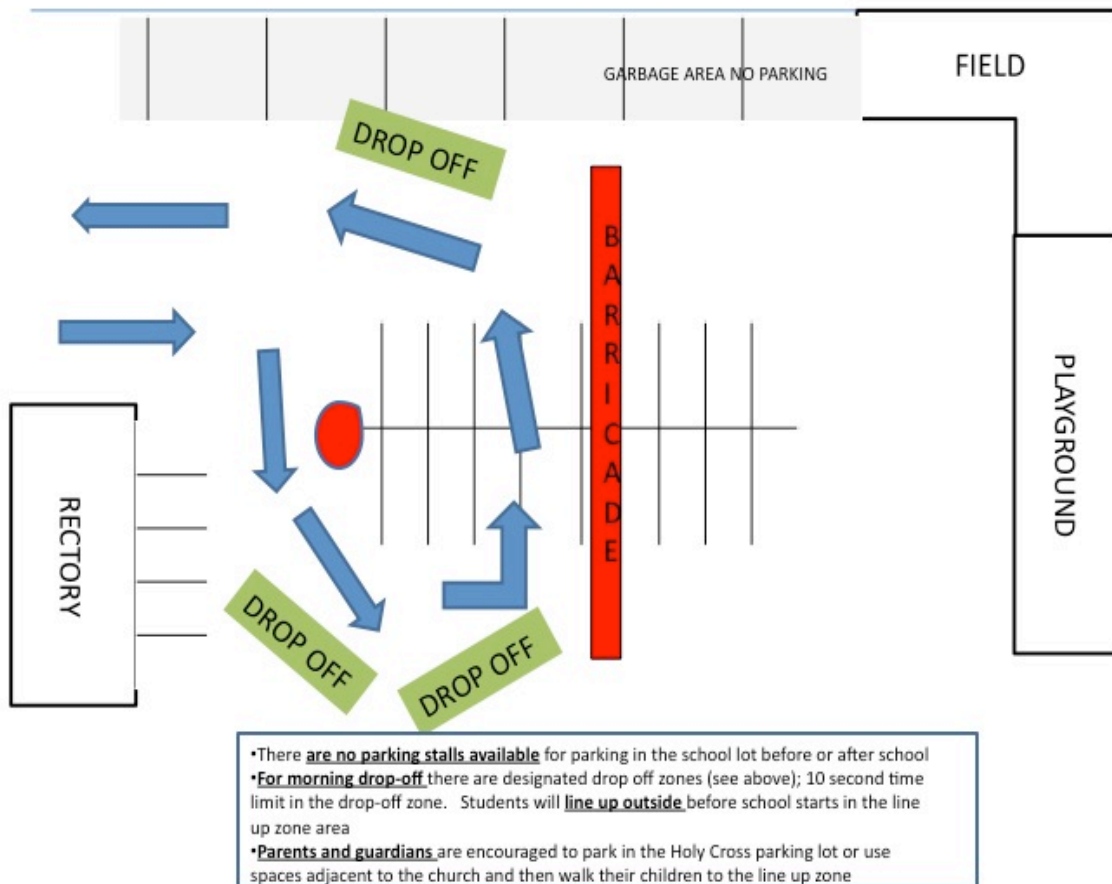 GARBAGE AREA NO PARKING
FIELD
DROP OFF
BARRICADE
PLAYGROUND
RECTORY
DROP OFF
DROP OFF
•There are no parking stalls available for parking in the school lot before or after school
•For morning drop-off there are designated drop off zones (see above); 10 second time
limit in the drop-off zone. Students will line up outside before school starts in the line
up zone area
•Parents and guardians are encouraged to park in the Holy Cross parking lot or use
spaces adjacent to the church and then walk their children to the line up zone